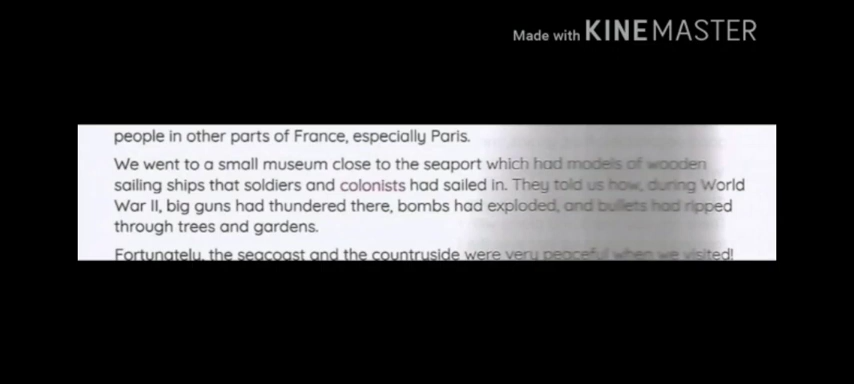 Made with KINEMASTER
people in other parts of France, especially Paris.
We went to a small museum close to the seaport which had models of wooden
sailing ships that soldiers and colonists had sailed in. They told us how, during World
War II, big guns had thundered there, bombs had exploded, and bullets had ripped
through trees and gardens.
Fortunately, the seacoast and the countryside were very peaceful when we visited!